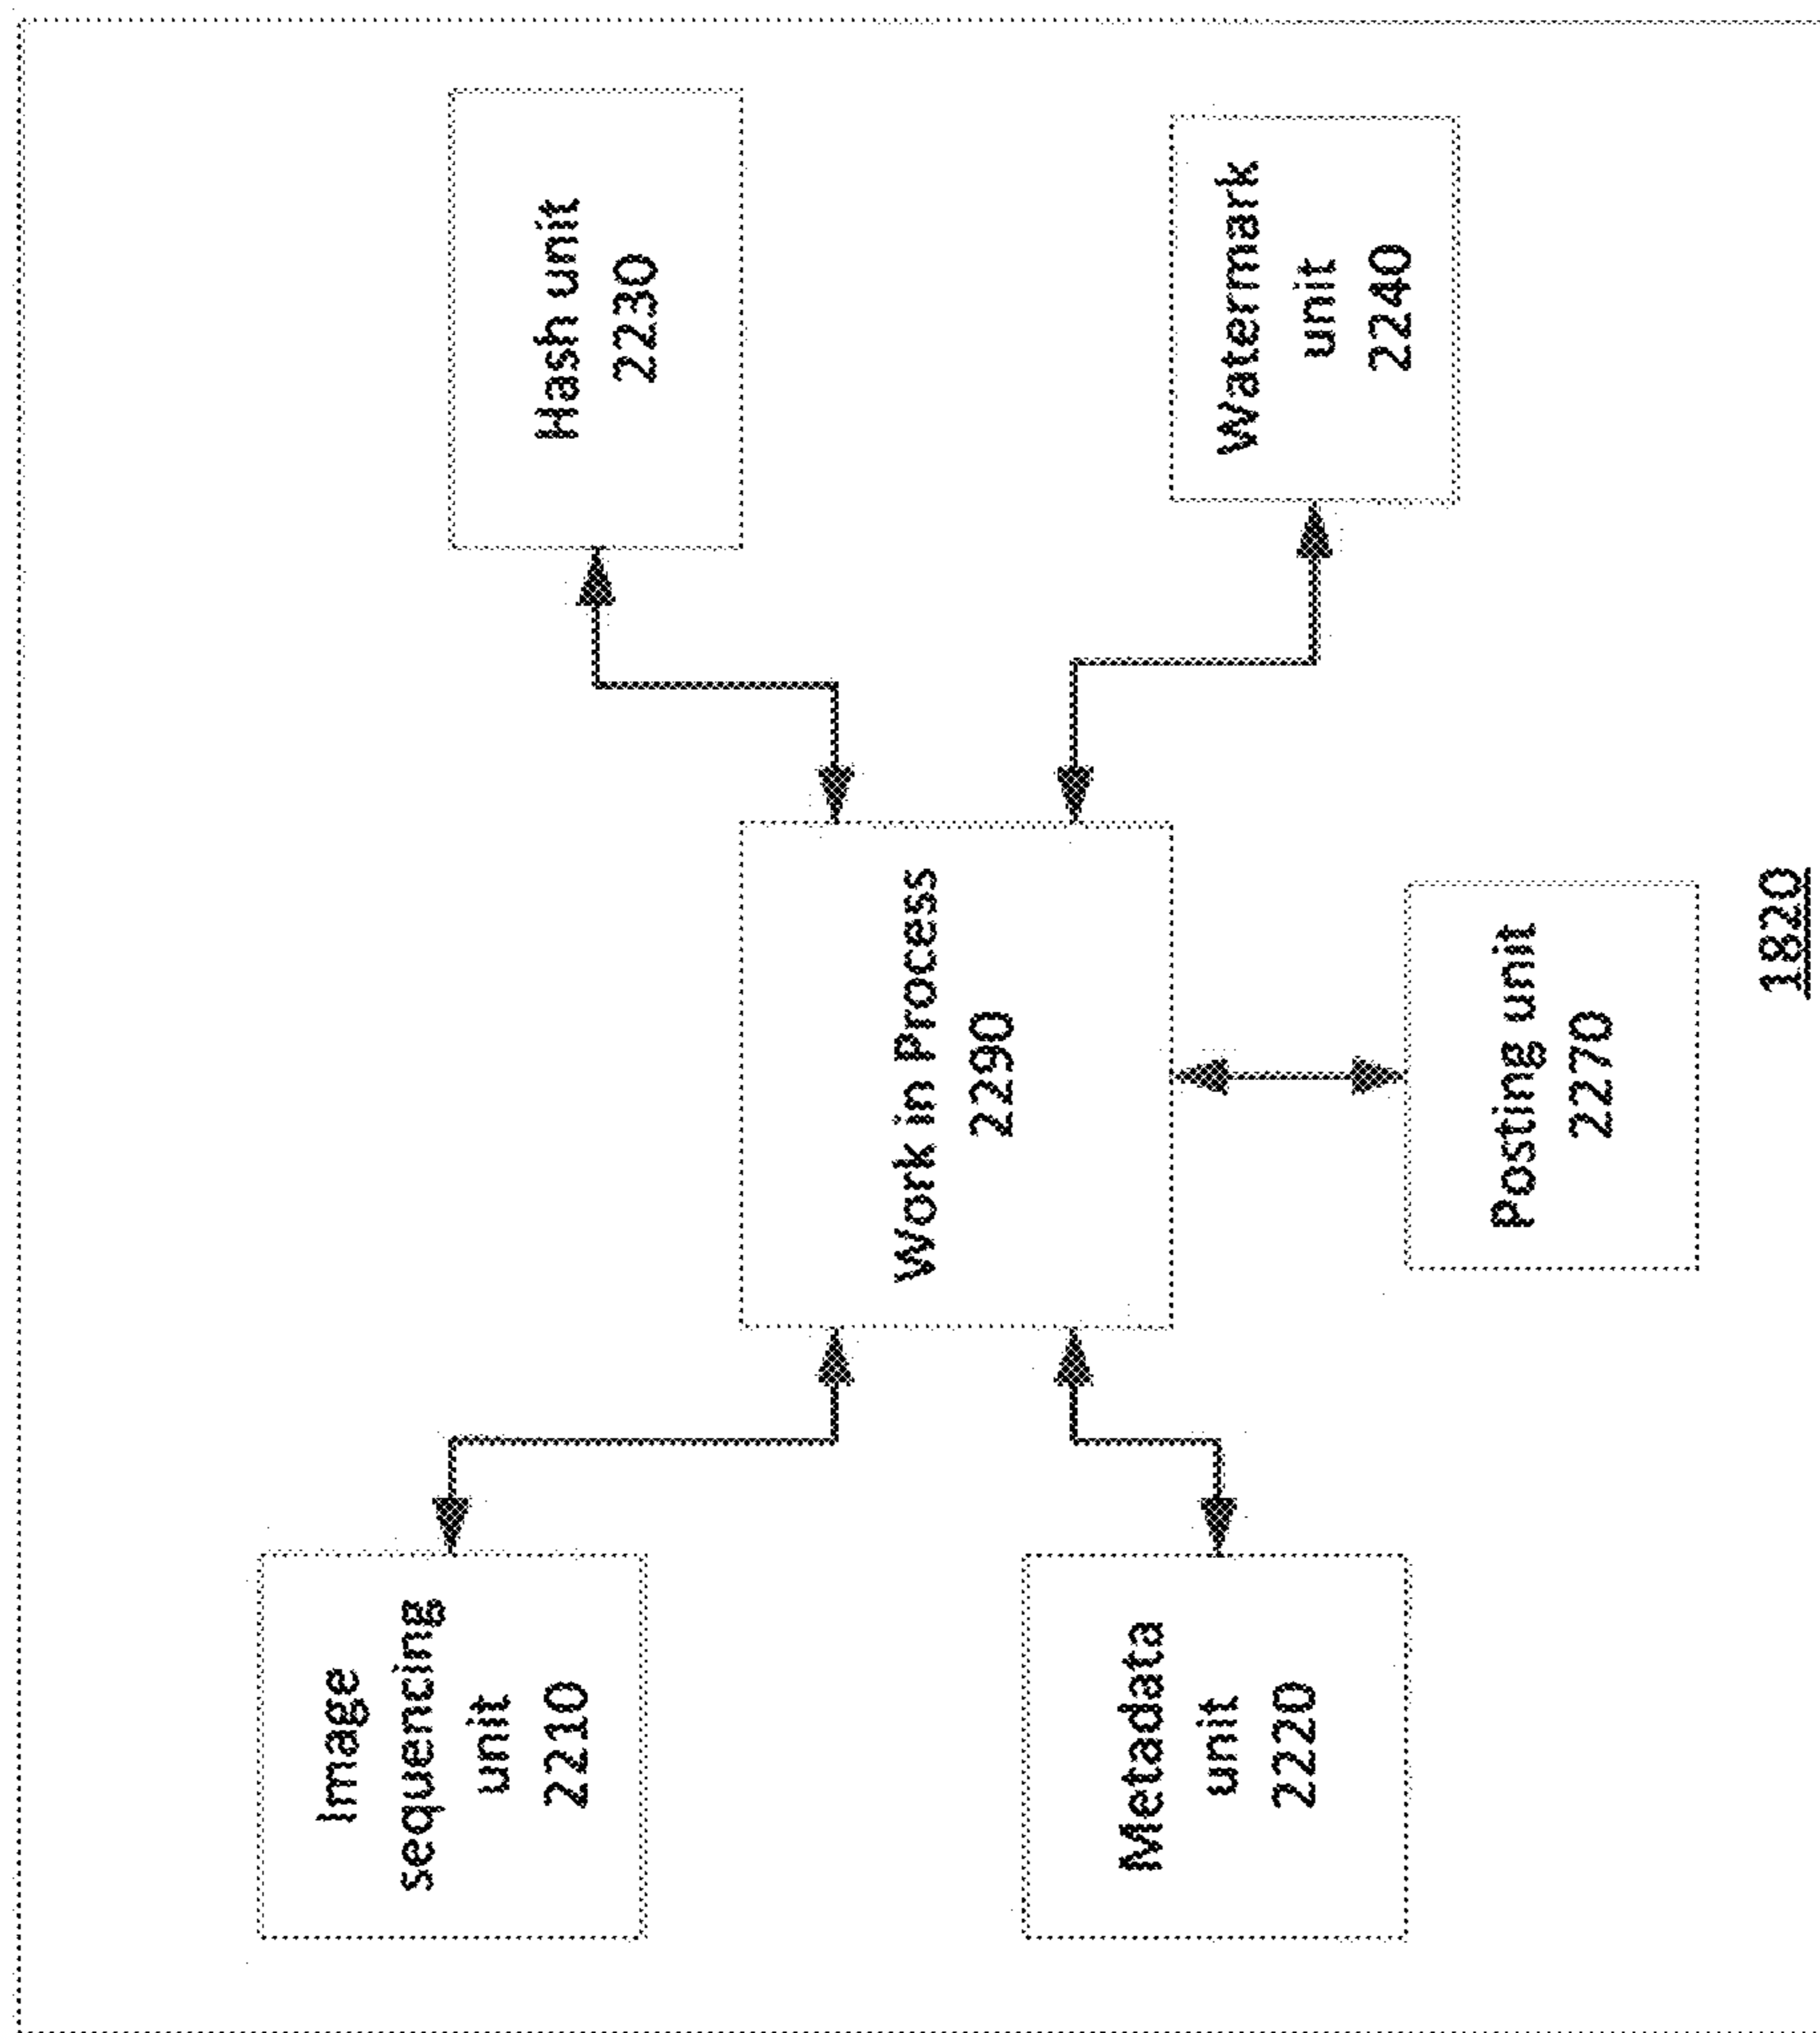 Image
sequencing
unit
2210
Metadata
unit
2220
Work in Process
2290
Posting unit
2270
Hash unit
2230
Watermark
unit
2240
1820